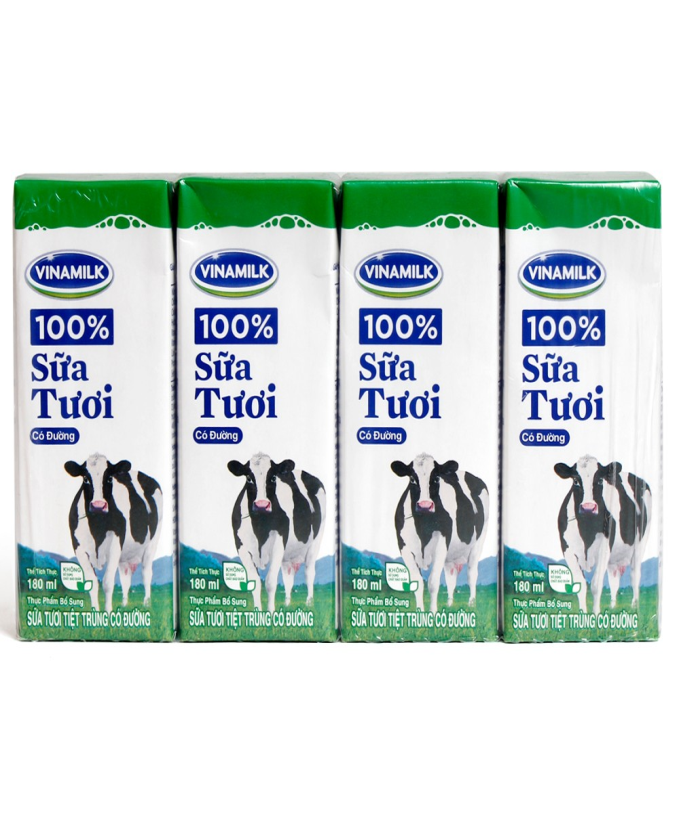 VINAMILK
100%
Sữa
Tươi
Có Đường
Thể Tích Thực
180 ml
KHÔNG
Thực Phẩm Bổ Sung
SỮA TƯƠI TIỆT TRÙNG CÓ ĐƯỜNG
VINAMILK
100%
Sữa
Tươi
Có Đường
Thể Tích Thực
180 ml
KHÔNG
Thực Phẩm Bổ Sung
SỮA TƯƠI TIỆT TRÙNG CÓ ĐƯỜNG
VINAMILK
100%
Sữa
Tươi
Có Đường
Thể Tích Thực
180 ml
KHÔNG
Thực Phẩm Bổ Sung
SỮA TƯƠI TIỆT TRÙNG CÓ ĐƯỜNG
VINAMILK
100%
Sữa
Tươi
Có Đường
Thể Tích Thực
180 ml
KHÔNG
Thực Phẩm Bổ Sung
SỮA TƯƠI TIỆT TRÙNG CÓ ĐƯỜNG